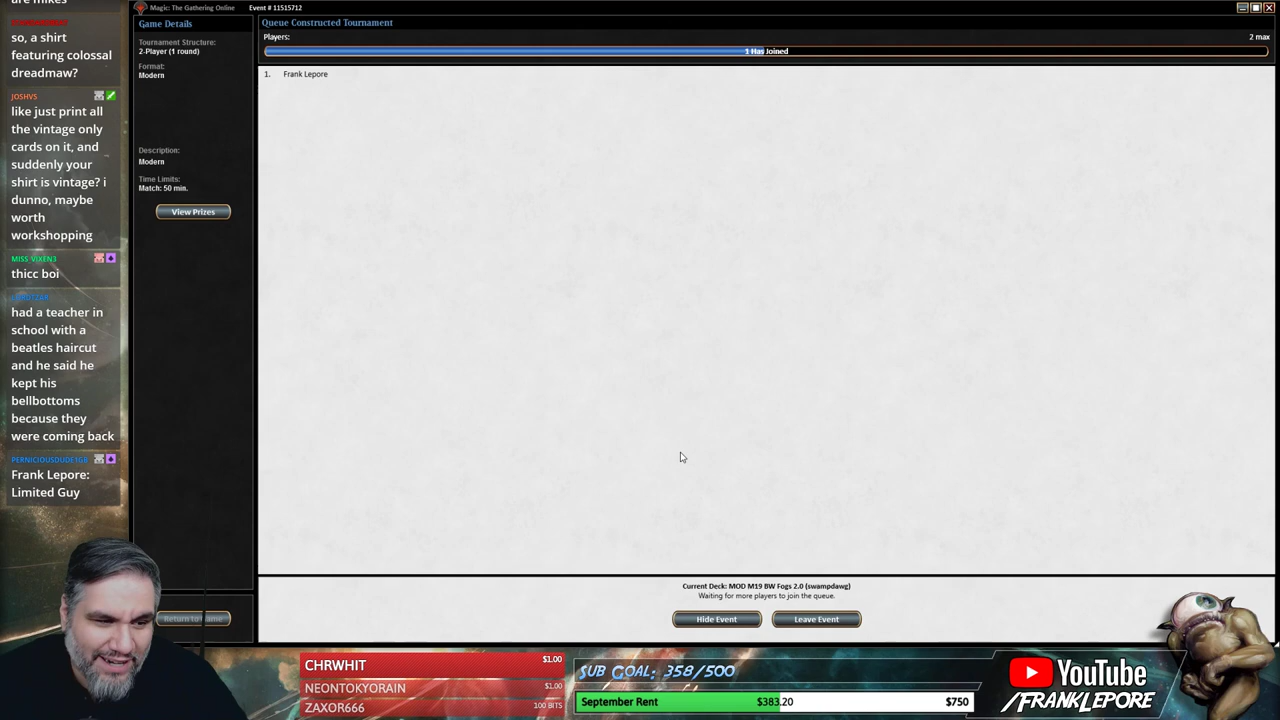 are mikes
so, a shirt
featuring colossal
dreadmaw?
JOSHVS
like just print all
the vintage only
cards on it, and
suddenly your
shirt is vintage? i
dunno, maybe
worth
workshopping
MISS_VIXEN3
thicc boi
had a teacher in
school with a
beatles haircut
and he said he
kept his
bellbottoms
because they
were coming back
PERNICIOUSDUDE1GR
Frank Lepore:
Limited Guy
Magic: The Gathering Online Event # 11515712
Game Details
Tournament Structure:
2-Player (1 round)
Format:
Modern
Description:
Modern
Time Limits:
Match: 50 min.
View Prizes
Return to Game
Queue Constructed Tournament
Players: 2 max
1 Has Joined
1. Frank Lepore
Current Deck: MOD M19 BW Fogs 2.0 (swampdawg)
Waiting for more players to join the queue.
Hide Event Leave Event
CHRWHIT $1.00
NEONTOKYORAIN $1.00
ZAXOR666 100 BITS
SUB GOAL: 358/500
September Rent $383.20 $750
YouTube
/FRANKLEPORE